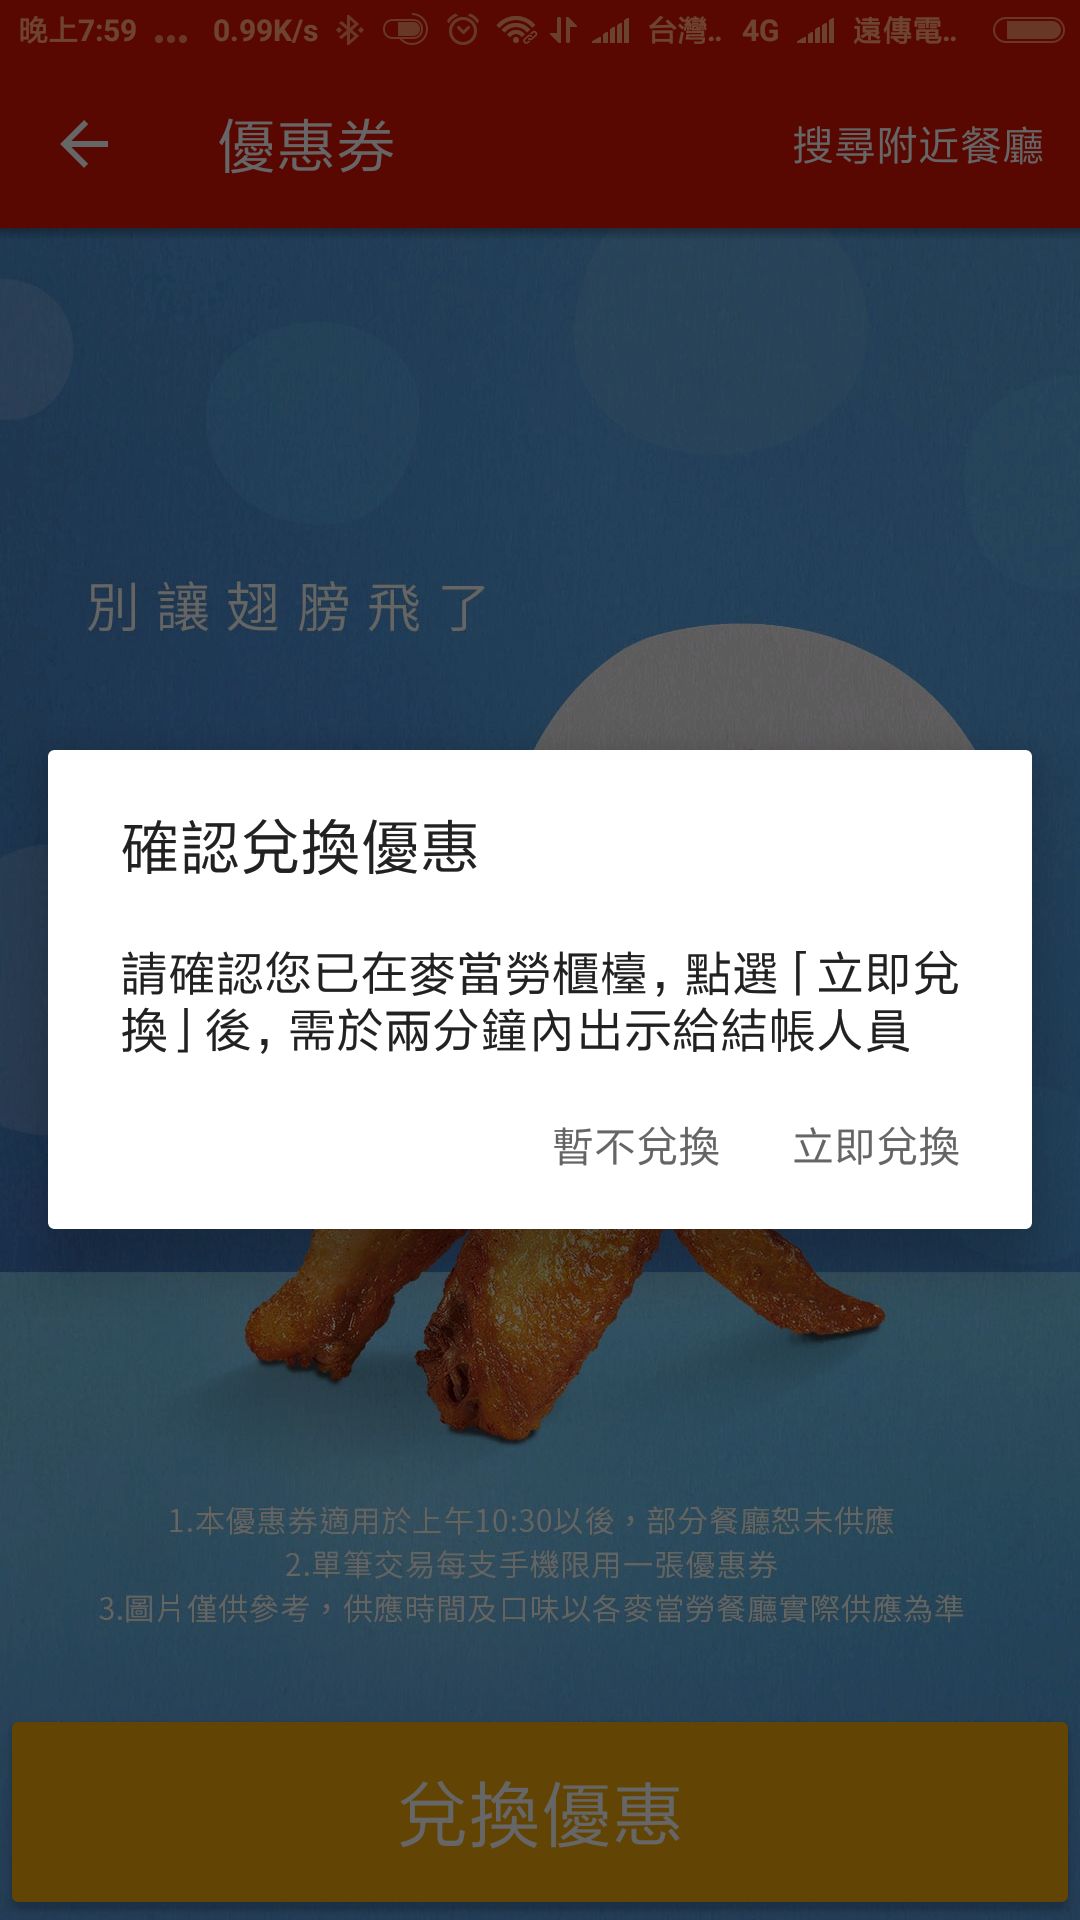 晚上7:59 ... 0.99K/s 台灣.. 4G 遠傳電..
優惠券 搜尋附近餐廳
別讓翅膀飛了
確認兌換優惠
請確認您已在麥當勞櫃檯，點選「立即兌
換」後，需於兩分鐘內出示給結帳人員
暫不兌換 立即兌換
1.本優惠券適用於上午10:30以後，部分餐廳恕未供應
2.單筆交易每支手機限用一張優惠券
3.圖片僅供參考，供應時間及口味以各麥當勞餐廳實際供應為準
兌換優惠